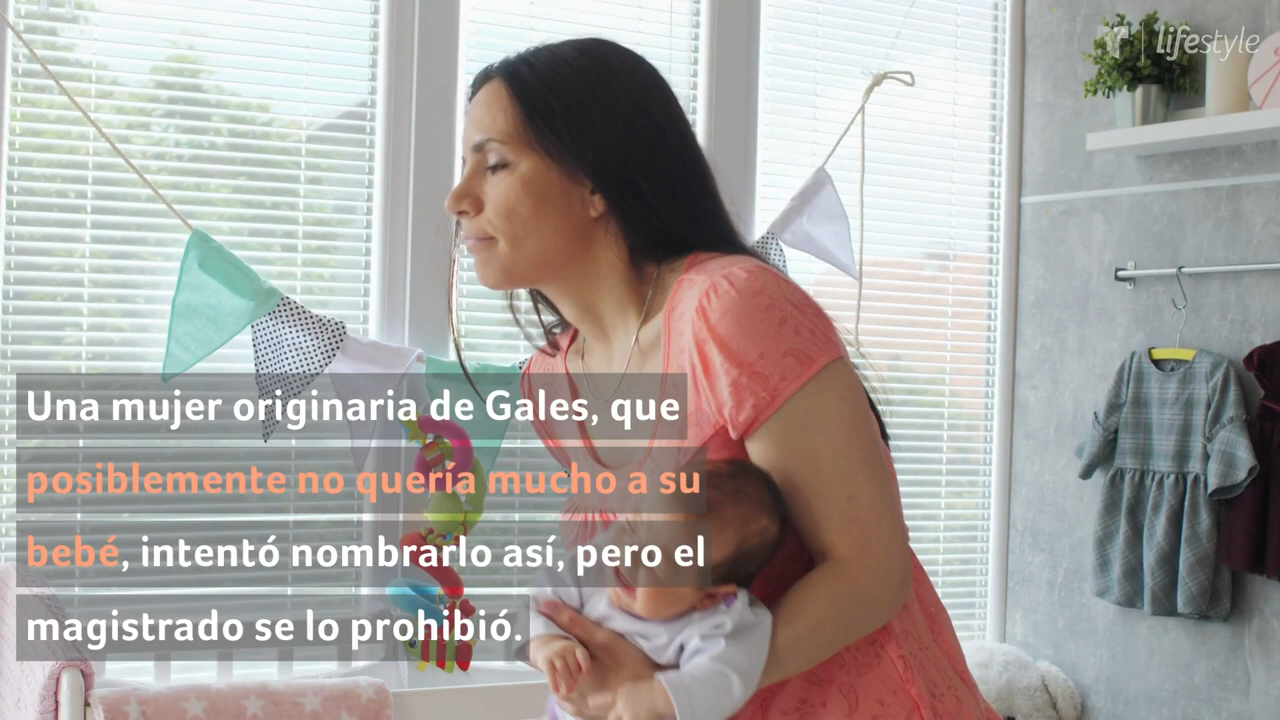 lifestyle
Una mujer originaria de Gales, que
posiblemente no quería mucho a su
bebé, intentó nombrarlo así, pero el
magistrado se lo prohibió.